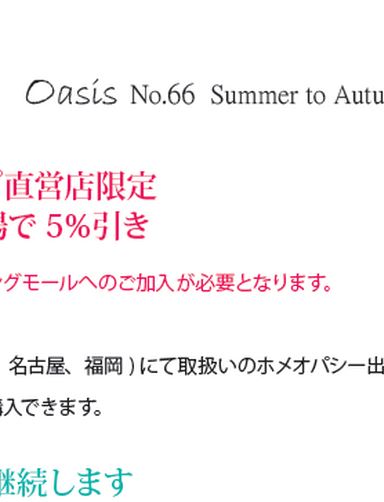 Oasis No.66 Summer to Autu
直営店限定
場で 5%引き
グモールへのご加入が必要となります。
名古屋、福岡 ) にて取扱いのホメオパシー出
購入できます。
継続します